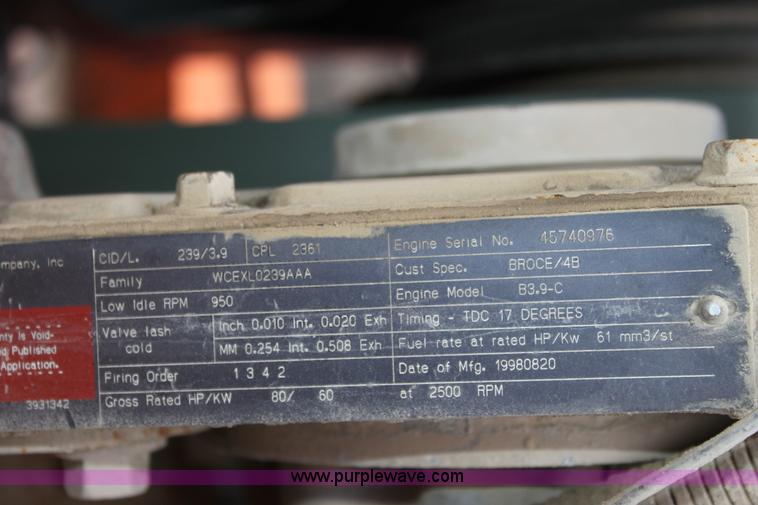 ompany, Inc
nty is Void-
d Published
Application.
3931342
CID/L. 239/3.9 CPL 2361
Family WCEXL0239AAA
Low Idle RPM 950
Valve lash cold Inch 0.010 Int. 0.020 Exh
MM 0.254 Int. 0.508 Exh
Firing Order 1 3 4 2
Gross Rated HP/KW 80/ 60 at 2500 RPM
Engine Serial No. 45740976
Cust Spec. BROCE/4B
Engine Model B3.9-C
Timing - TDC 17 DEGREES
Fuel rate at rated HP/Kw 61 mm3/st
Date of Mfg. 19980820
www.purplewave.com